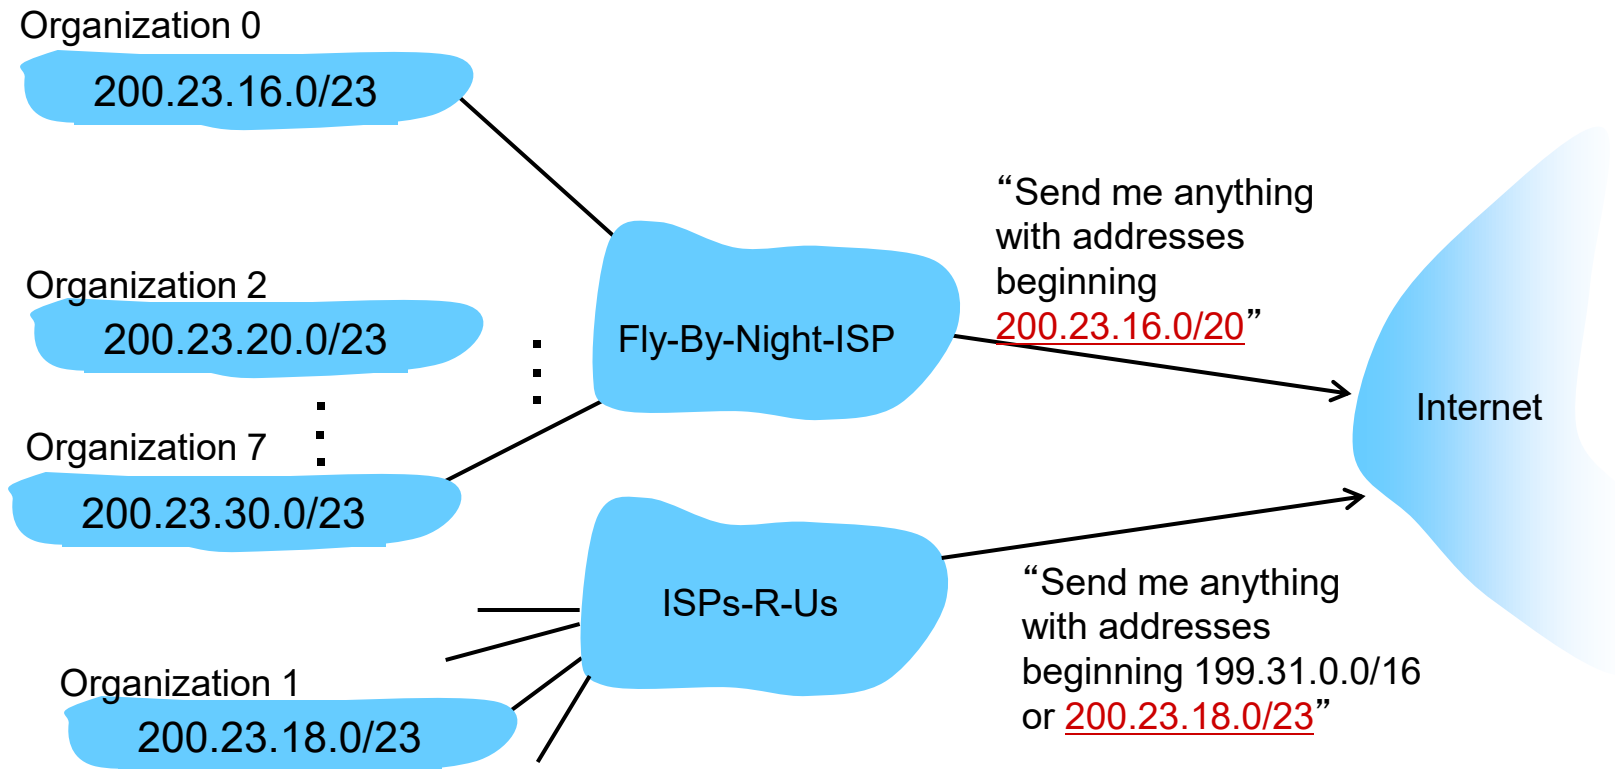 Organization 0
200.23.16.0/23
Organization 2
200.23.20.0/23
Organization 7
200.23.30.0/23
Organization 1
200.23.18.0/23
Fly-By-Night-ISP
ISPs-R-Us
“Send me anything
with addresses
beginning
200.23.16.0/20”
“Send me anything
with addresses
beginning 199.31.0.0/16
or 200.23.18.0/23”
Internet